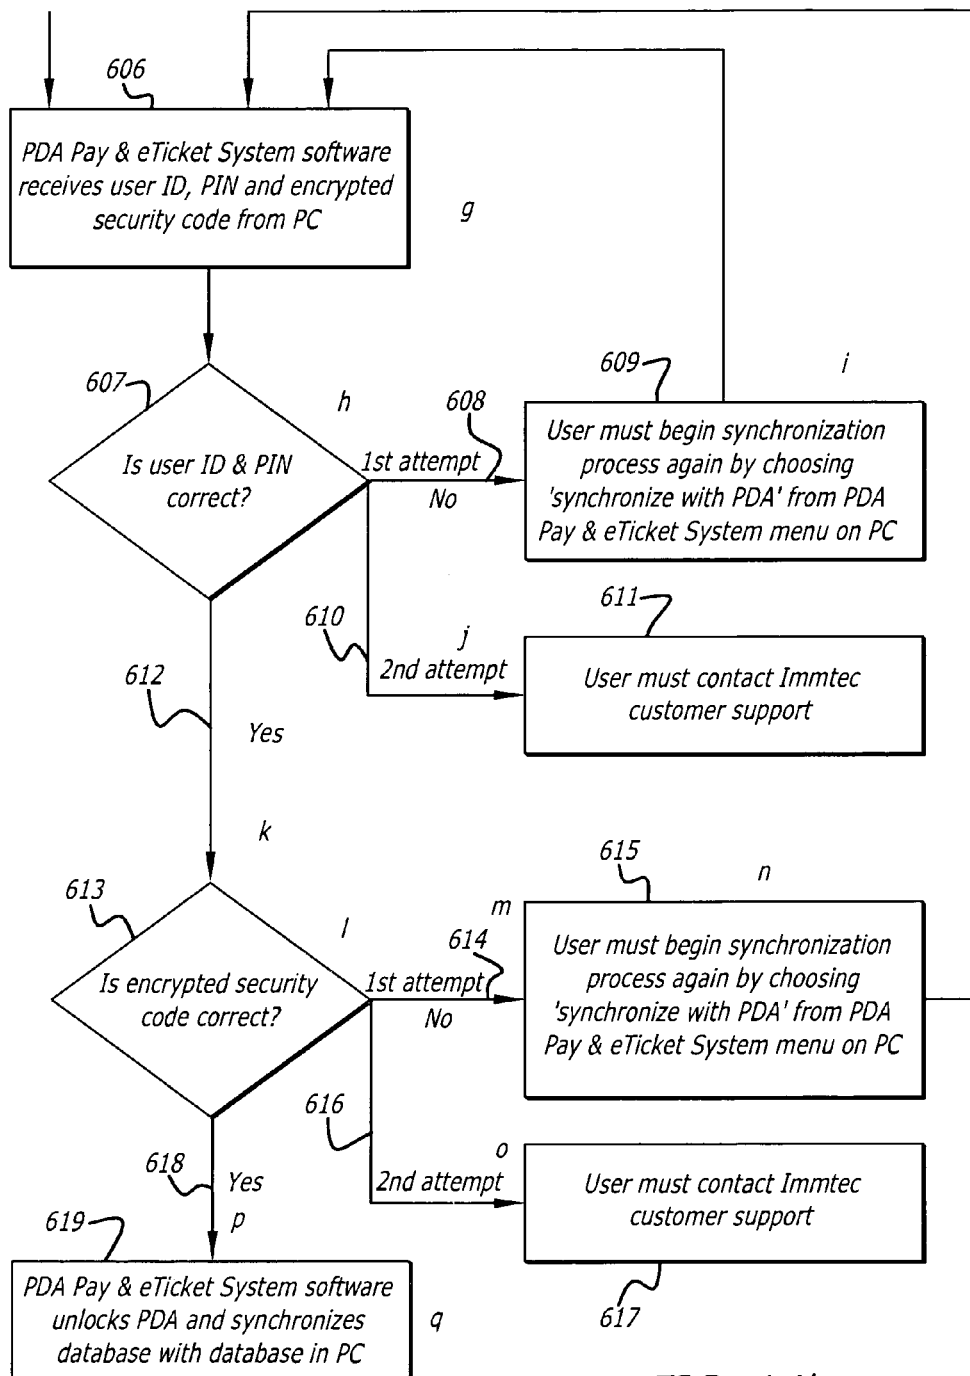 606
PDA Pay & eTicket System software
receives user ID, PIN and encrypted
security code from PC
g
607
h
Is user ID & PIN
correct?
608
1st attempt
No
609
i
User must begin synchronization
process again by choosing
'synchronize with PDA' from PDA
Pay & eTicket System menu on PC
610
j
2nd attempt
611
User must contact Immtec
customer support
612
Yes
k
613
l
Is encrypted security
code correct?
m
614
1st attempt
No
615
n
User must begin synchronization
process again by choosing
'synchronize with PDA' from PDA
Pay & eTicket System menu on PC
616
o
2nd attempt
User must contact Immtec
customer support
617
618
Yes
p
619
PDA Pay & eTicket System software
unlocks PDA and synchronizes
database with database in PC
q